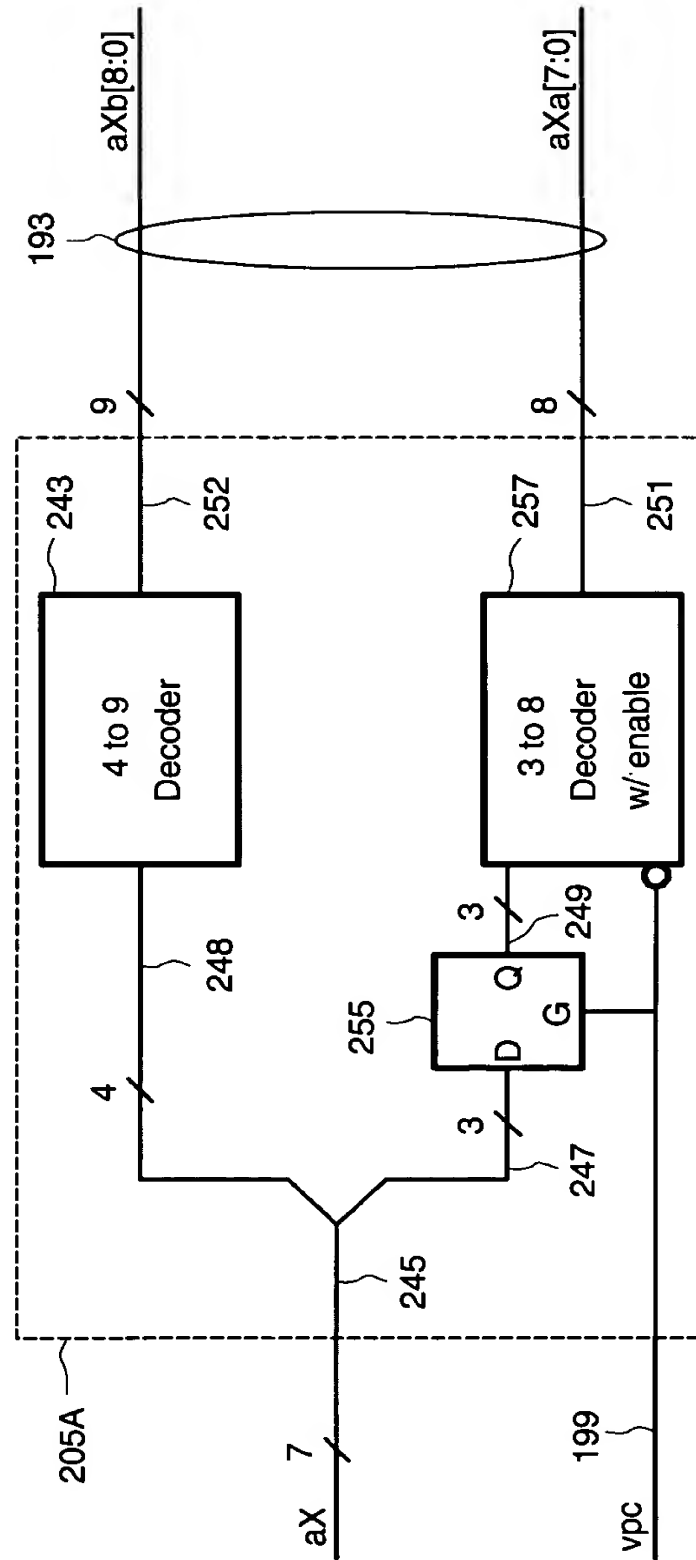 205A
aX
7
245
4
248
4 to 9
Decoder
243
252
9
193
aXb[8:0]
247
3
D
Q
G
255
3
249
3 to 8
Decoder
w/ enable
257
251
8
aXa[7:0]
vpc
199